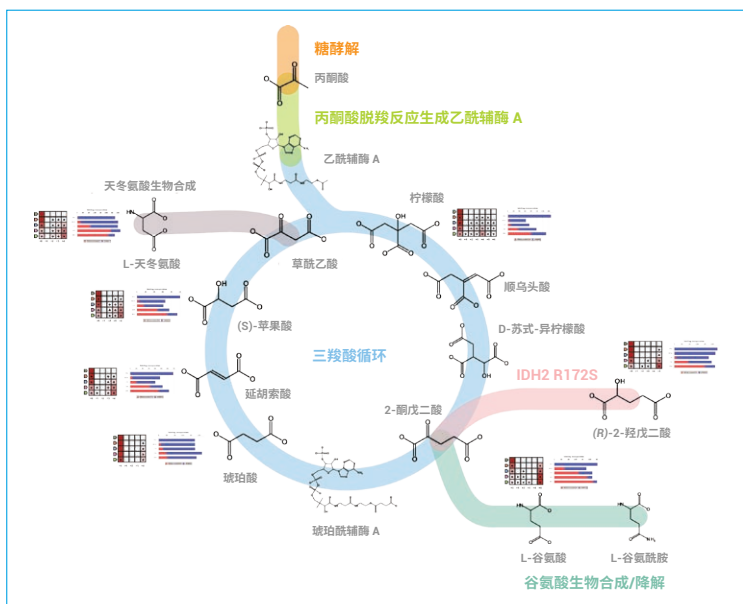 糖酵解
丙酮酸
丙酮酸脱羧反应生成乙酰辅酶 A
乙酰辅酶 A
天冬氨酸生物合成
柠檬酸
L-天冬氨酸
草酰乙酸
顺乌头酸
(S)-苹果酸
D-苏式-异柠檬酸
三羧酸循环
IDH2 R172S
延胡索酸
2-酮戊二酸
(R)-2-羟戊二酸
琥珀酸
琥珀酰辅酶 A
L-谷氨酸
L-谷氨酰胺
谷氨酸生物合成/降解